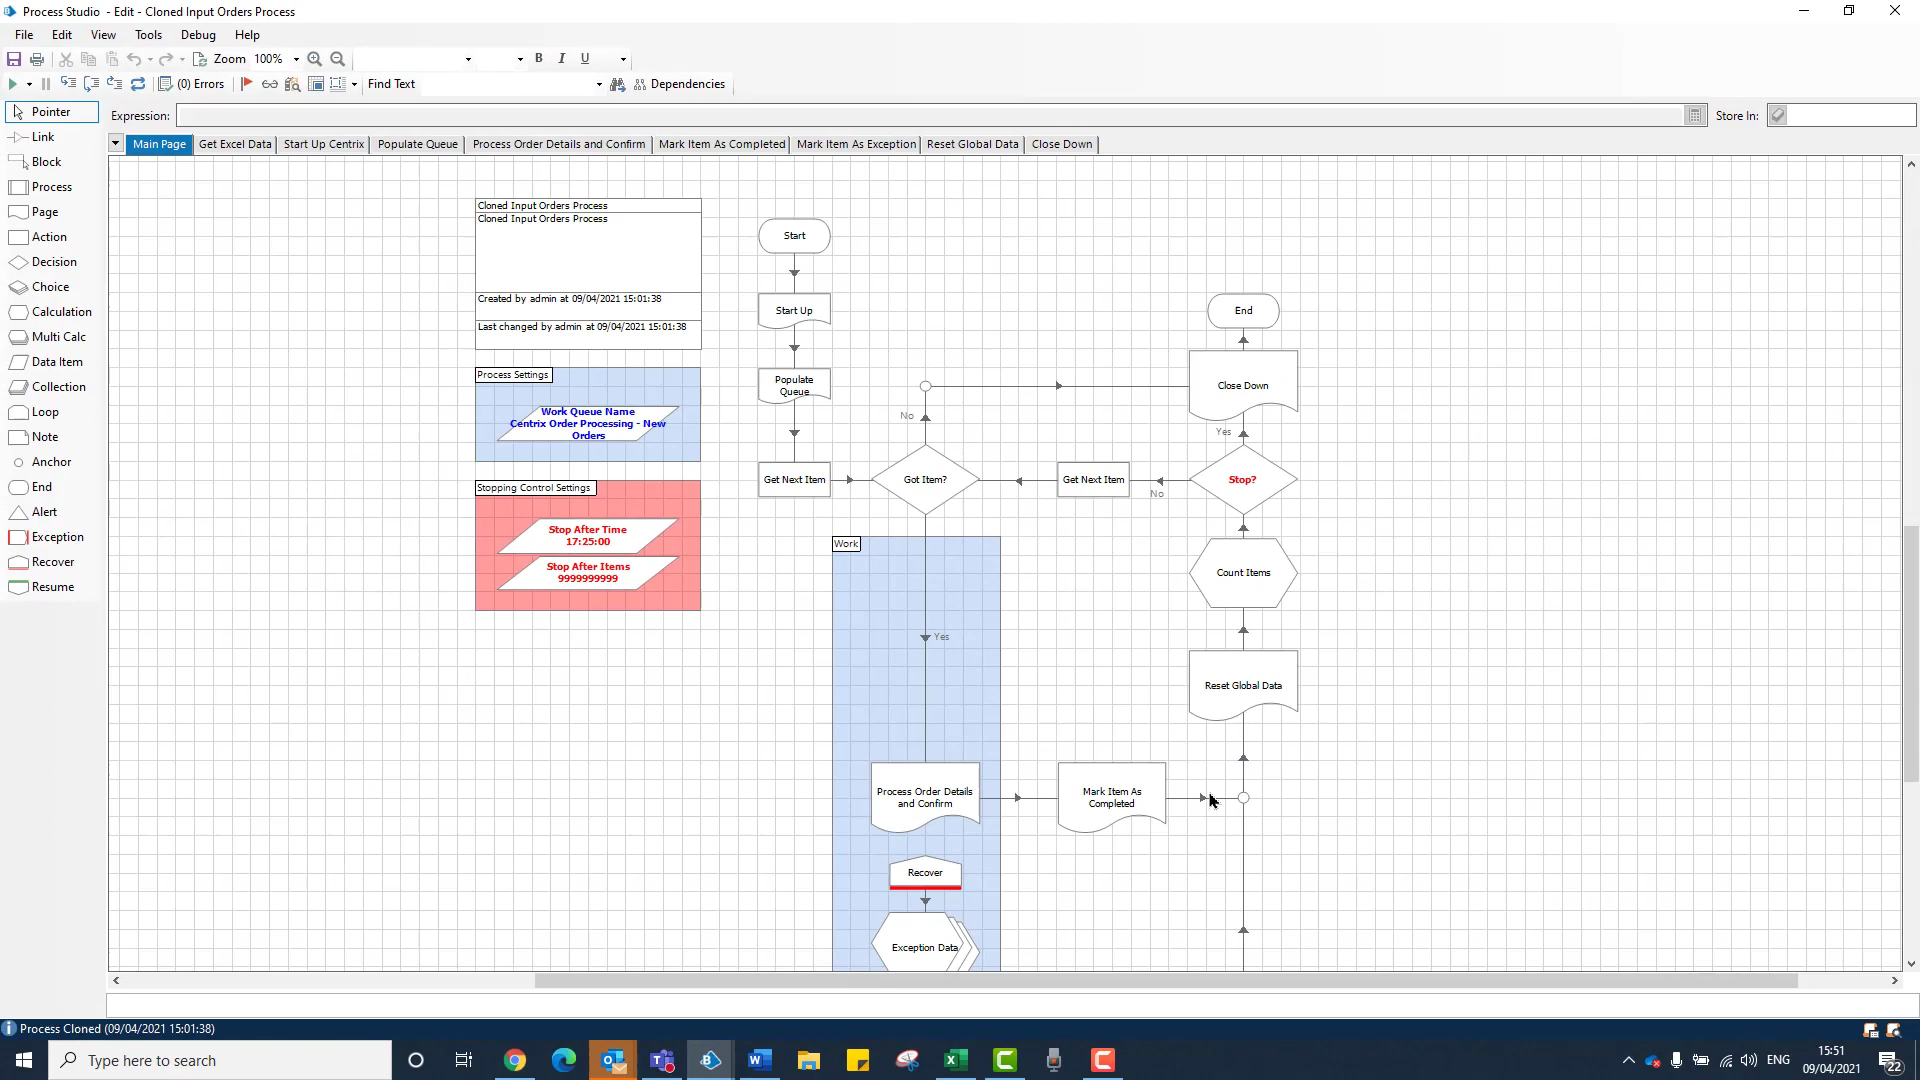 Process Studio - Edit - Cloned Input Orders Process
File Edit View Tools Debug Help
Zoom 100% B I U
(0) Errors Find Text Dependencies
Pointer
Link
Block
Process
Page
Action
Decision
Choice
Calculation
Multi Calc
Data Item
Collection
Loop
Note
Anchor
End
Alert
Exception
Recover
Resume
Expression: Store In:
Main Page Get Excel Data Start Up Centrix Populate Queue Process Order Details and Confirm Mark Item As Completed Mark Item As Exception Reset Global Data Close Down
Cloned Input Orders Process
Cloned Input Orders Process
Created by admin at 09/04/2021 15:01:38
Last changed by admin at 09/04/2021 15:01:38
Process Settings
Work Queue Name
Centrix Order Processing - New
Orders
Stopping Control Settings
Stop After Time
17:25:00
Stop After Items
9999999999
Start
Start Up
Populate
Queue
Get Next Item
Got Item?
No
Yes
Work
Process Order Details
and Confirm
Recover
Exception Data
Mark Item As
Completed
Get Next Item
No
End
Close Down
Yes
Stop?
Count Items
Reset Global Data
Process Cloned (09/04/2021 15:01:38)
Type here to search
ENG
15:51
09/04/2021
22